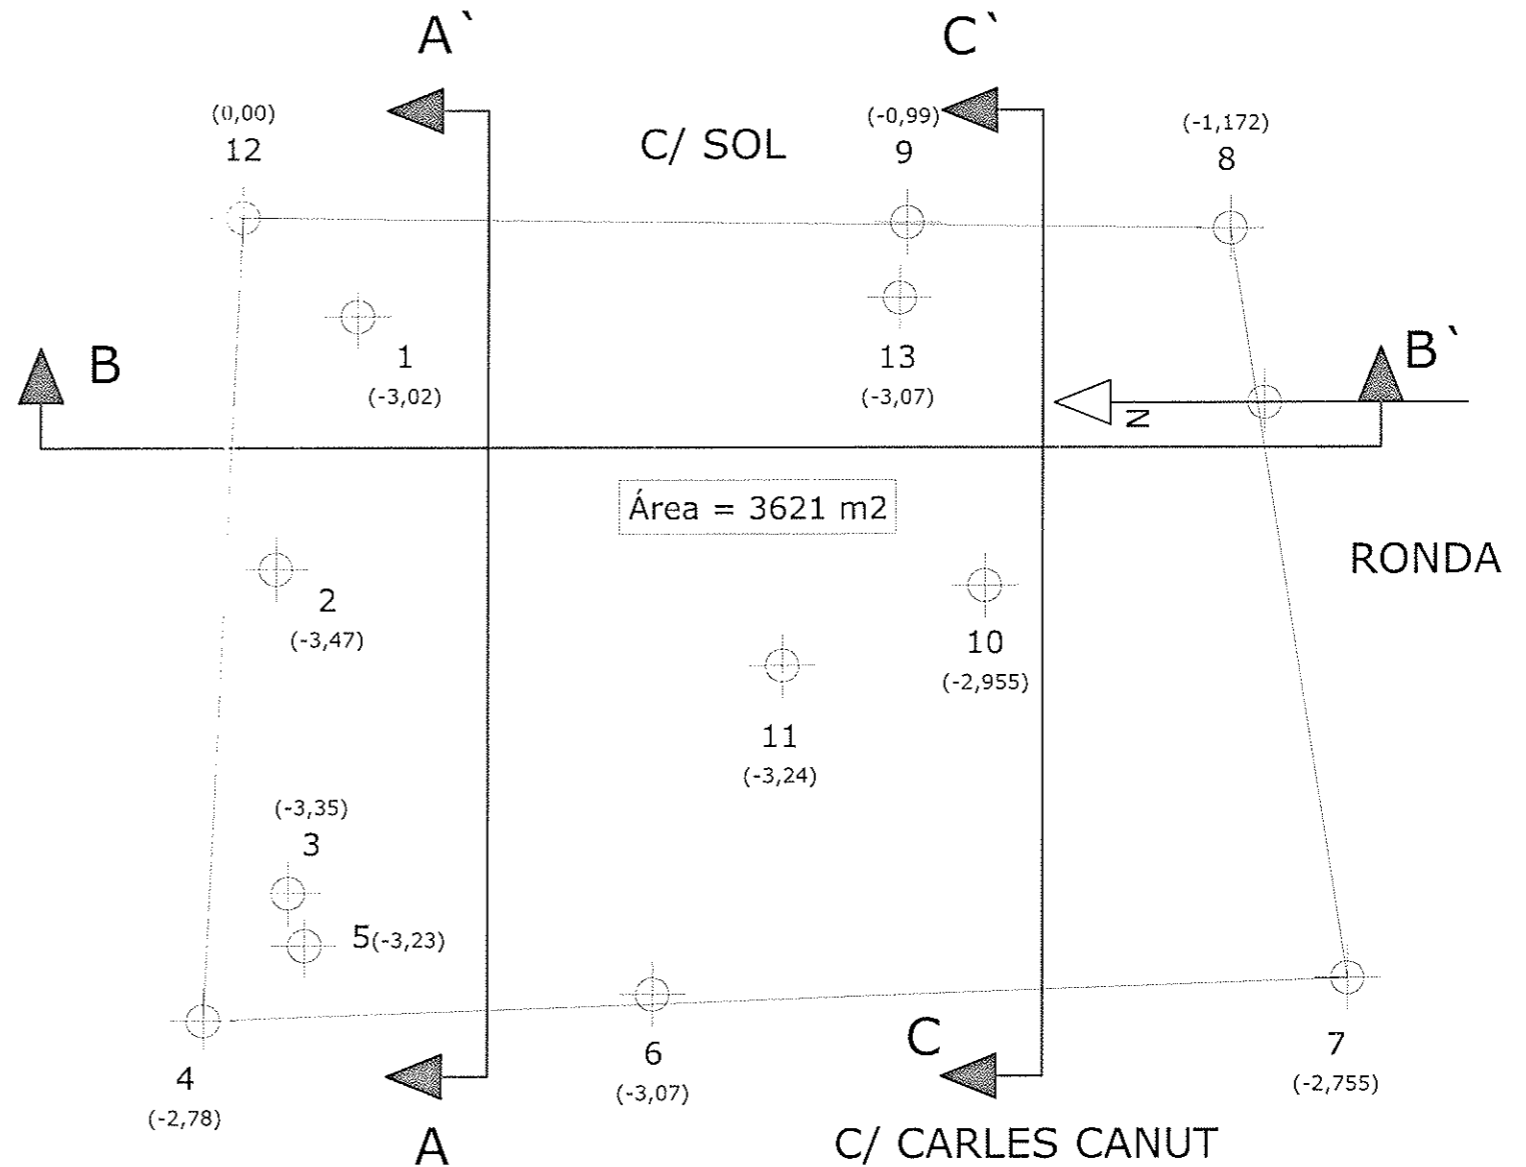 A` C`
(0,00) (-0,99) (-1,172)
12 C/ SOL 9 8
1 13
(-3,02) (-3,07)
B B`
N
Área = 3621 m2
RONDA
2
(-3,47)
10
(-2,955)
11
(-3,24)
(-3,35)
3
5(-3,23)
C
4 6 7
(-2,78) (-3,07) (-2,755)
A C/ CARLES CANUT